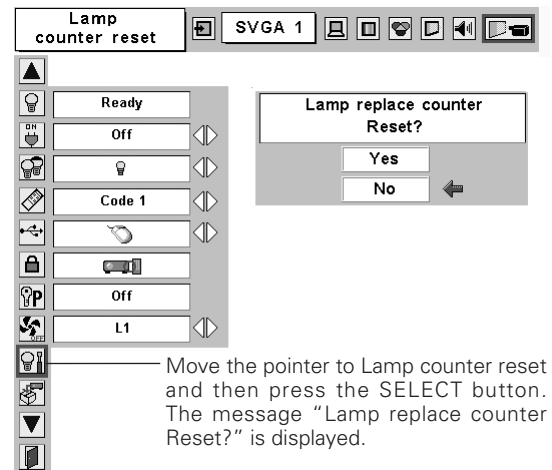 Lamp
counter reset
SVGA 1
Ready
ON
Off
Code 1
P
Off
OFF
L1
Lamp replace counter
Reset?
Yes
No
Move the pointer to Lamp counter reset
and then press the SELECT button.
The message “Lamp replace counter
Reset?” is displayed.